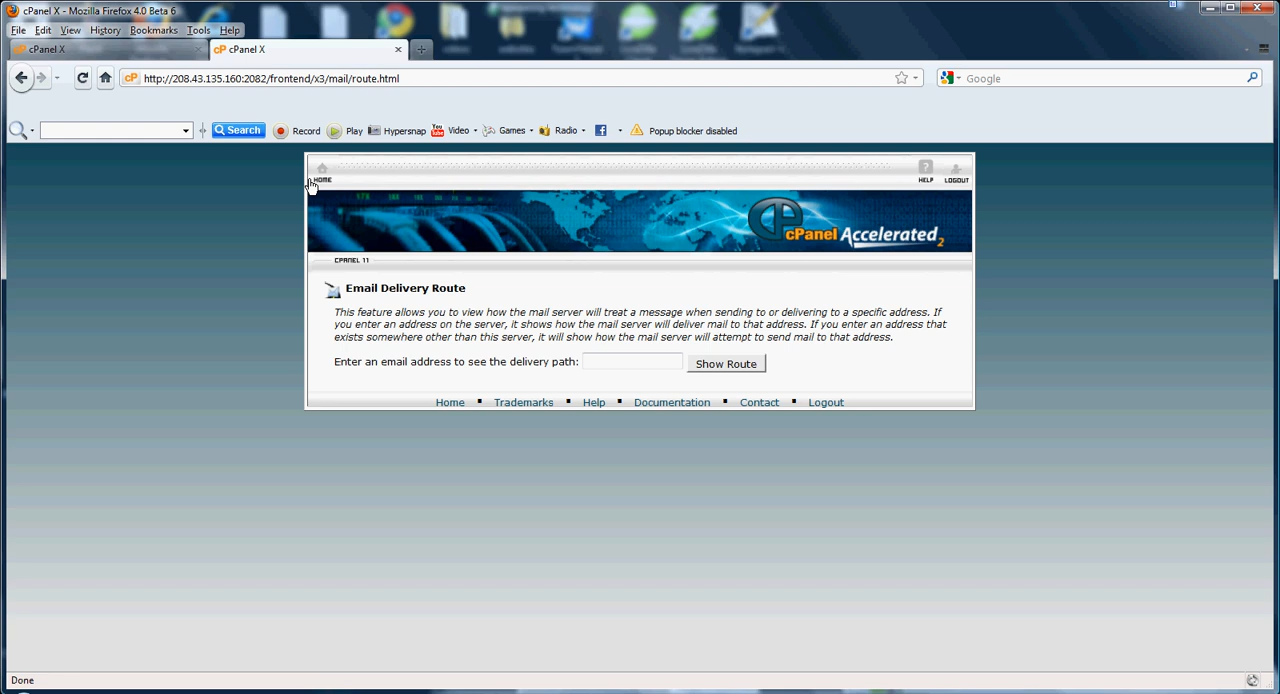 cPanel X - Mozilla Firefox 4.0 Beta 6
File Edit View History Bookmarks Tools Help
cPanel X
cPanel X
http://208.43.135.160:2082/frontend/x3/mail/route.html
Google
Search Record Play Hypersnap Video Games Radio Popup blocker disabled
HOME HELP LOGOUT
cPanel Accelerated2
CPANEL 11
Email Delivery Route
This feature allows you to view how the mail server will treat a message when sending to or delivering to a specific address. If
you enter an address on the server, it shows how the mail server will deliver mail to that address. If you enter an address that
exists somewhere other than this server, it will show how the mail server will attempt to send mail to that address.
Enter an email address to see the delivery path: Show Route
Home ▪ Trademarks ▪ Help ▪ Documentation ▪ Contact ▪ Logout
Done